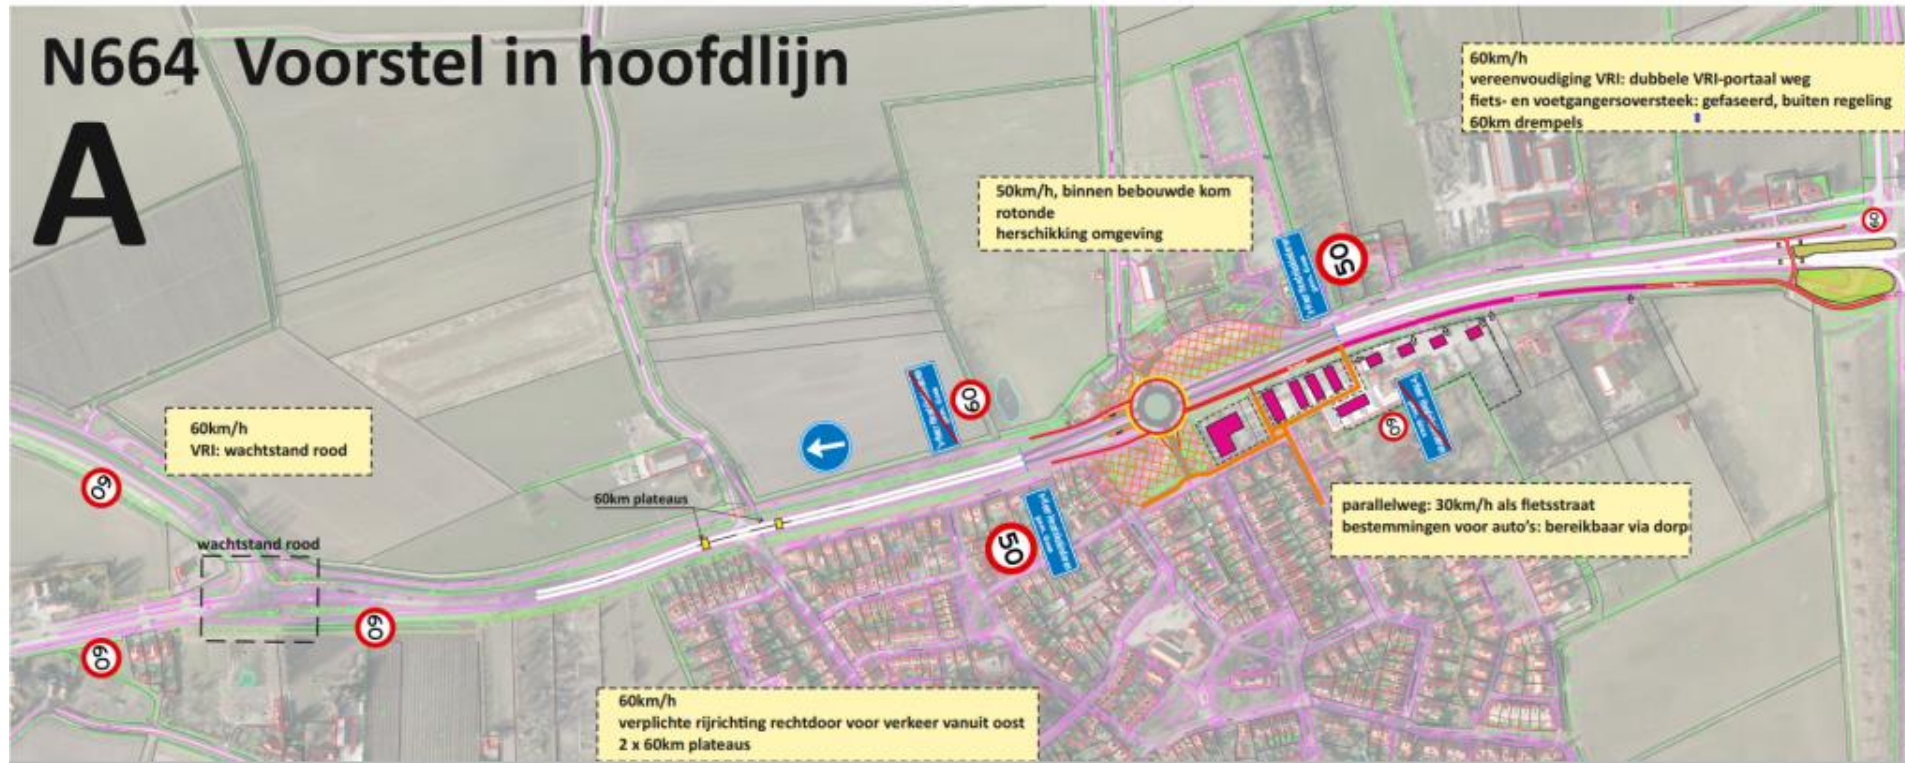 N664 Voorstel in hoofdlijn
A
60km/h
vereenvoudiging VRI: dubbele VRI-portaal weg
fiets- en voetgangersoversteek: gefaseerd, buiten regeling
60km drempels
50km/h, binnen bebouwde kom
rotonde
herschikking omgeving
50
60
60
60
60km/h
VRI: wachtstand rood
60
60km plateaus
wachtstand rood
50
parallelweg: 30km/h als fietsstraat
bestemmingen voor auto's: bereikbaar via dorp
60
60
60km/h
verplichte rijrichting rechtdoor voor verkeer vanuit oost
2 x 60km plateaus